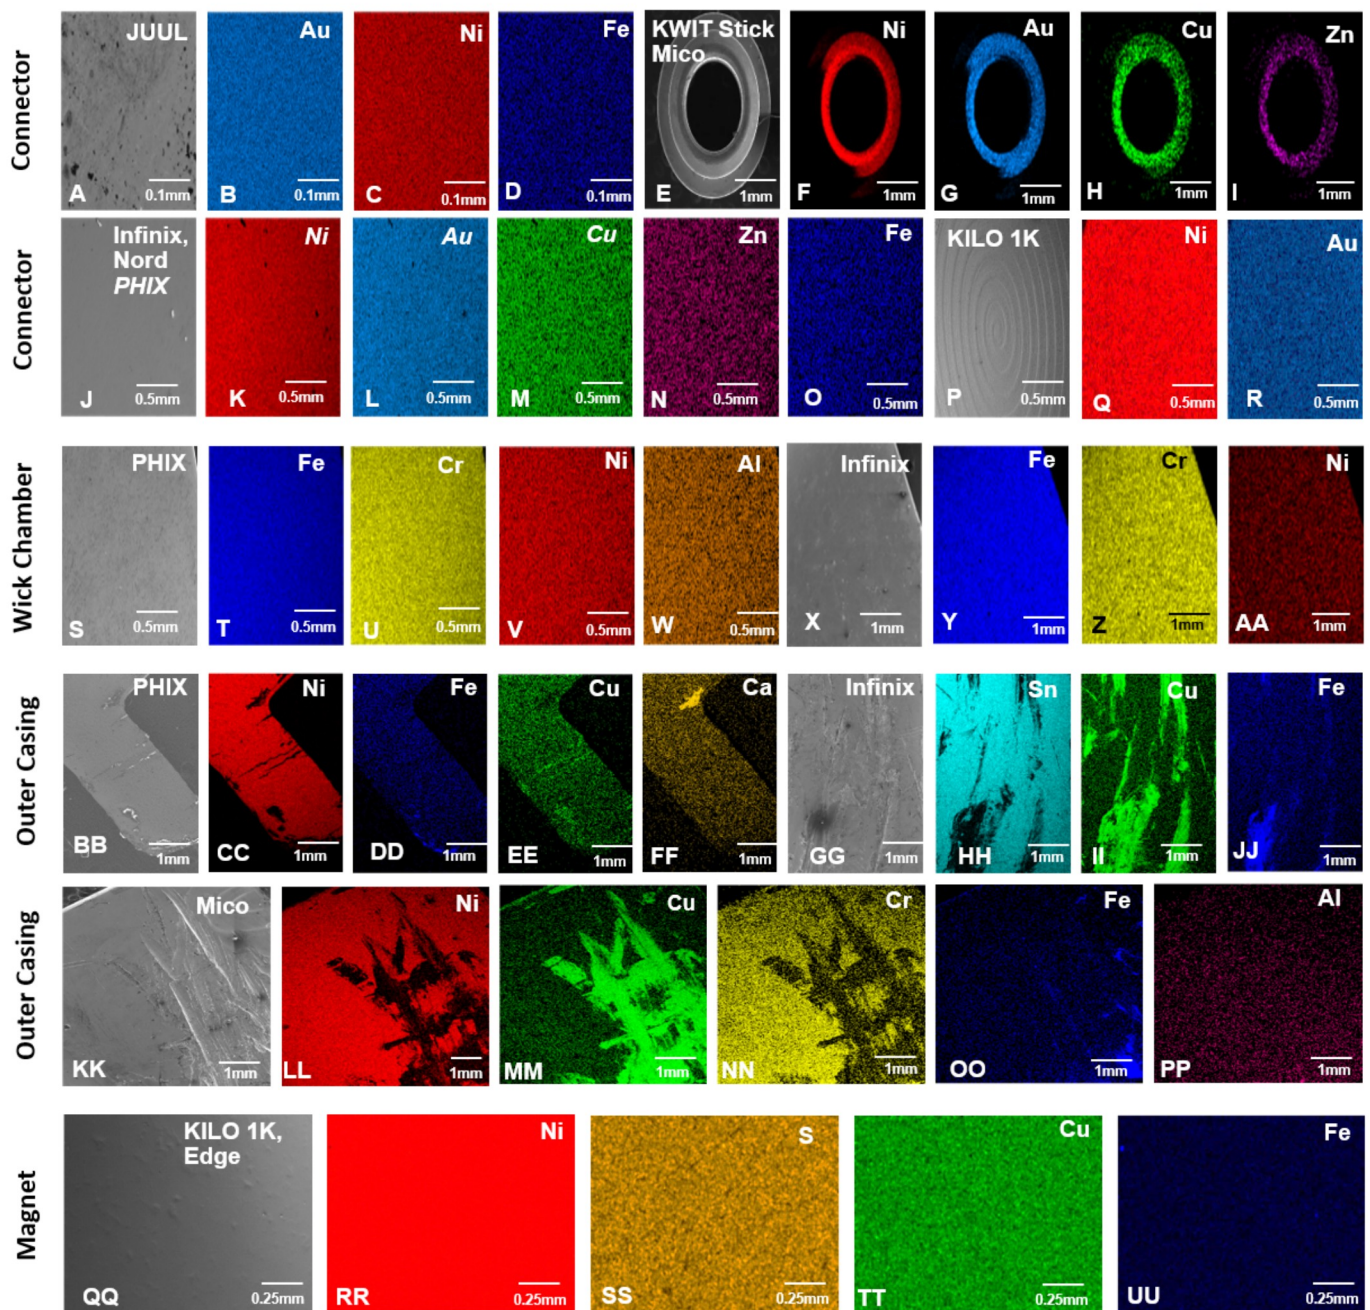 Connector
JUUL
A
0.1mm
Au
B
0.1mm
Ni
C
0.1mm
Fe
D
0.1mm
KWIT Stick
Mico
E
1mm
Ni
F
1mm
Au
G
1mm
Cu
H
1mm
Zn
I
1mm
Connector
Infinix,
Nord
PHIX
J
0.5mm
Ni
K
0.5mm
Au
L
0.5mm
Cu
M
0.5mm
Zn
N
0.5mm
Fe
O
0.5mm
KILO 1K
P
0.5mm
Ni
Q
0.5mm
Au
R
0.5mm
Wick Chamber
PHIX
S
0.5mm
Fe
T
0.5mm
Cr
U
0.5mm
Ni
V
0.5mm
Al
W
0.5mm
Infinix
X
1mm
Fe
Y
1mm
Cr
Z
1mm
Ni
AA
1mm
Outer Casing
PHIX
BB
1mm
Ni
CC
1mm
Fe
DD
1mm
Cu
EE
1mm
Ca
FF
1mm
Infinix
GG
1mm
Sn
HH
1mm
Cu
II
1mm
Fe
JJ
1mm
Outer Casing
Mico
KK
1mm
Ni
LL
1mm
Cu
MM
1mm
Cr
NN
1mm
Fe
OO
1mm
Al
PP
1mm
Magnet
KILO 1K,
Edge
QQ
0.25mm
Ni
RR
0.25mm
S
SS
0.25mm
Cu
TT
0.25mm
Fe
UU
0.25mm